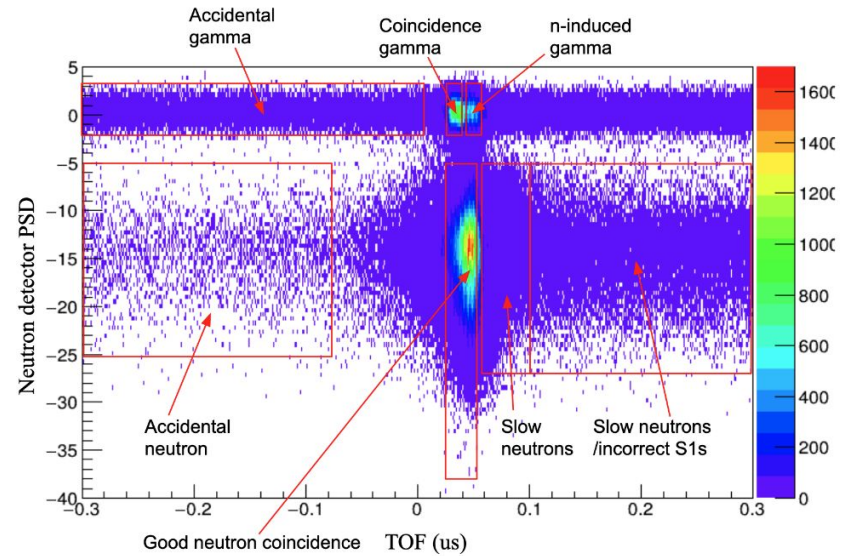 Accidental
gamma
Coincidence
gamma
n-induced
gamma
5
0
−5
−10
−15
−20
−25
−30
−35
−40
Neutron detector PSD
1600
1400
1200
1000
800
600
400
200
0
Accidental
neutron
Slow
neutrons
Slow neutrons
/incorrect S1s
−0.3
−0.2
−0.1
0
0.1
0.2
0.3
Good neutron coincidence
TOF (us)